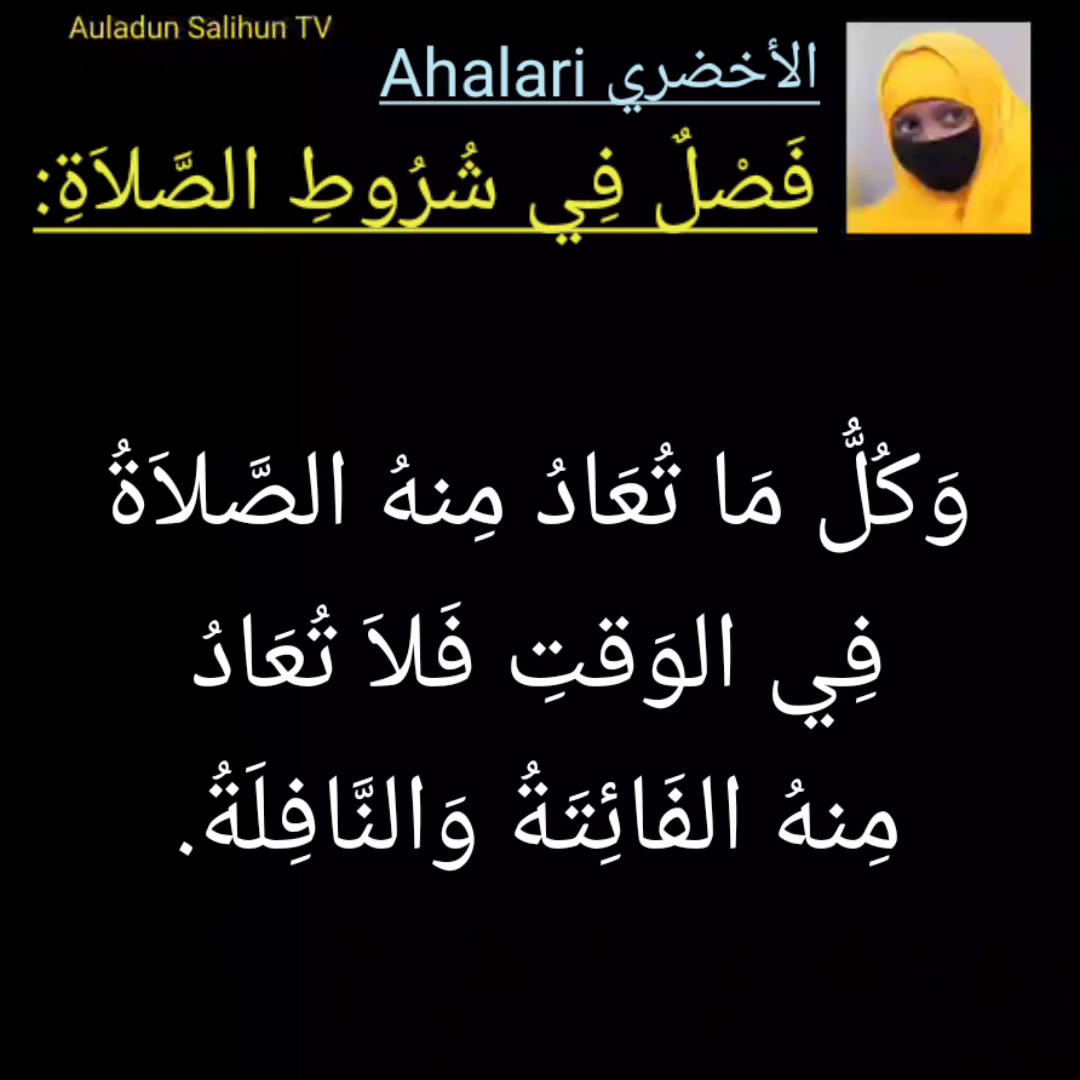 Auladun Salihun TV
الأخضري Ahalari
فَصْلٌ فِي شُرُوطِ الصَّلاَةِ:
وَكُلُّ مَا تُعَادُ مِنهُ الصَّلاَةُ
فِي الوَقتِ فَلاَ تُعَادُ
مِنهُ الفَائِتَةُ وَالنَّافِلَةُ.